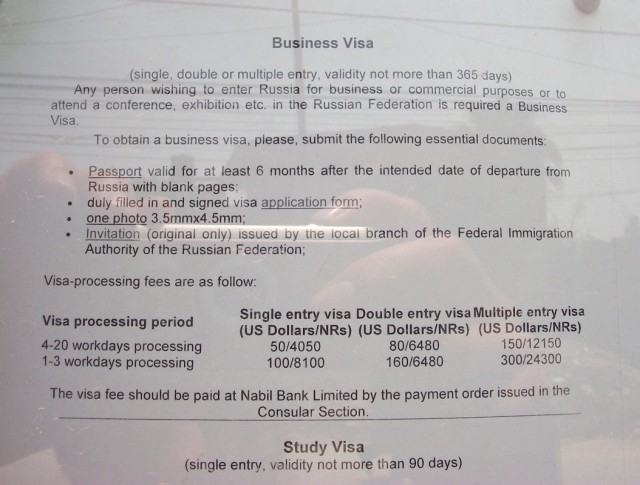 Business Visa
(single, double or multiple entry, validity not more than 365 days)
Any person wishing to enter Russia for business or commercial purposes or to
attend a conference, exhibition etc. in the Russian Federation is required a Business
Visa.
To obtain a business visa, please, submit the following essential documents:
• Passport valid for at least 6 months after the intended date of departure from
Russia with blank pages;
• duly filled in and signed visa application form;
• one photo 3.5mmx4.5mm;
• Invitation (original only) issued by the local branch of the Federal Immigration
Authority of the Russian Federation;
Visa-processing fees are as follow:
Visa processing period Single entry visa (US Dollars/NRs) Double entry visa (US Dollars/NRs) Multiple entry visa (US Dollars/NRs)
4-20 workdays processing 50/4050 80/6480 150/12150
1-3 workdays processing 100/8100 160/6480 300/24300
The visa fee should be paid at Nabil Bank Limited by the payment order issued in the
Consular Section.
Study Visa
(single entry, validity not more than 90 days)